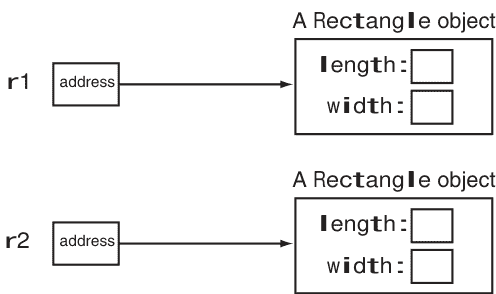 A Rectangle object
r1 address length:
width:
A Rectangle object
r2 address length:
width: